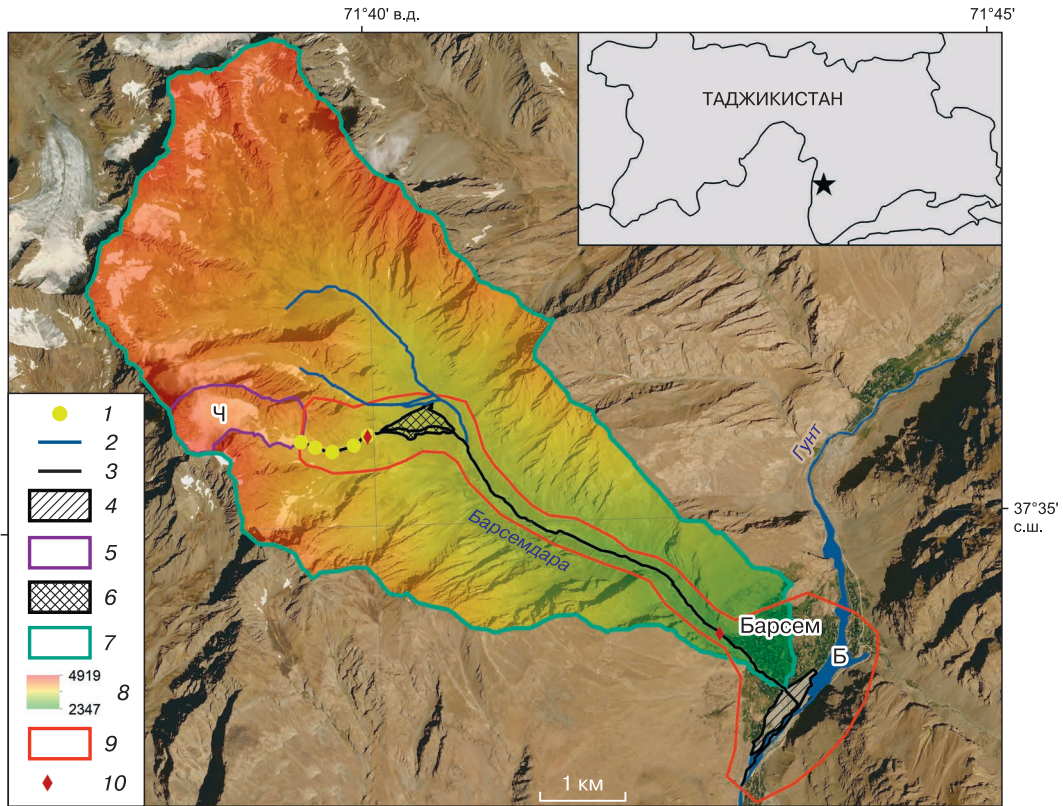 71°40' в.д.
71°45'
ТАДЖИКИСТАН
Ч
Гунт
37°35'
с.ш.
Барсемдара
Барсем
Б
1
2
3
4
5
6
7
4919
2347
8
9
10
1 км